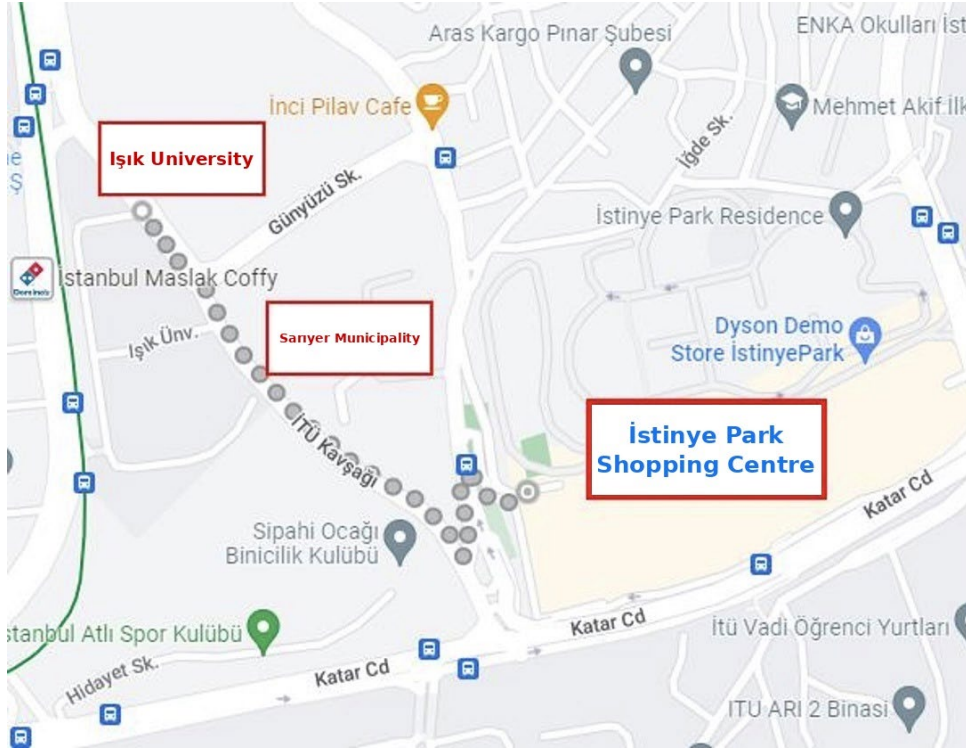 Aras Kargo Pınar Şubesi
ENKA Okulları İst
İnci Pilav Cafe
Mehmet Akif İlk
Işık University
İğde Sk.
Günyüzü Sk.
İstinye Park Residence
Dominos
İstanbul Maslak Coffy
Işık Ünv.
Sarıyer Municipality
Dyson Demo
Store İstinyePark
İstinye Park
Shopping Centre
İTÜ Kavşağı
Katar Cd
Sipahi Ocağı
Binicilik Kulübü
Katar Cd
stanbul Atlı Spor Kulübü
İtü Vadi Öğrenci Yurtları
Hidayet Sk.
Katar Cd
ITU ARI 2 Binasi